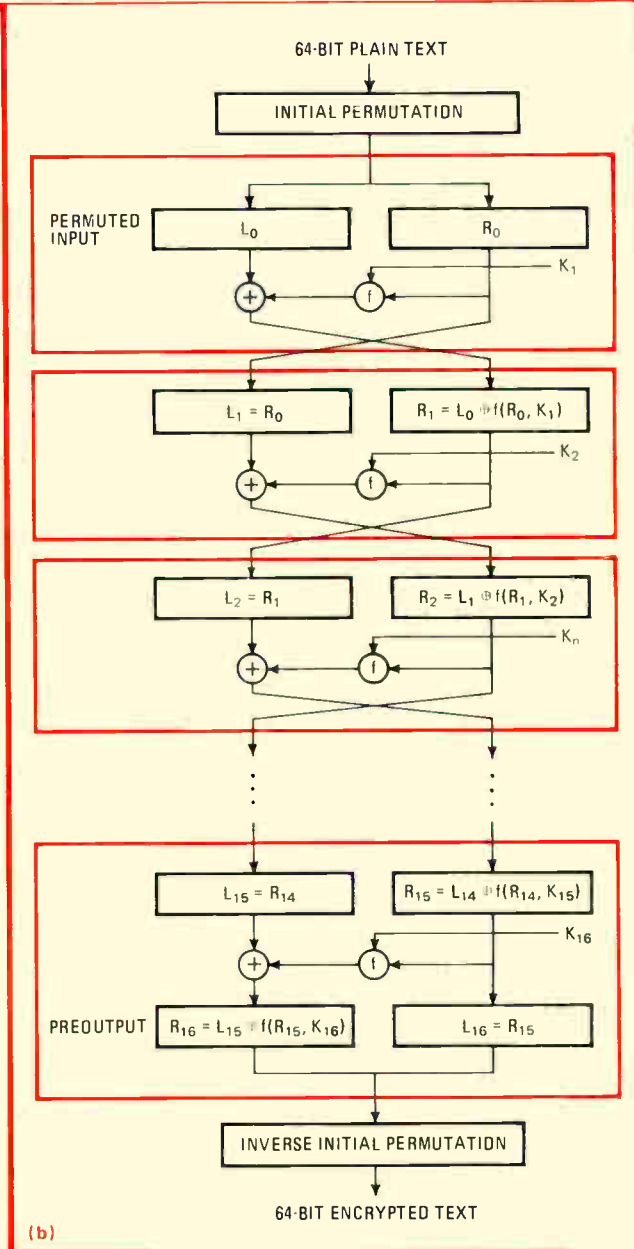 64-BIT PLAIN TEXT
INITIAL PERMUTATION
PERMUTED
INPUT
L₀
R₀
K₁
+
f
L₁ = R₀
R₁ = L₀ ⊕ f(R₀, K₁)
K₂
+
f
L₂ = R₁
R₂ = L₁ ⊕ f(R₁, K₂)
Kₙ
+
f
L₁₅ = R₁₄
R₁₅ = L₁₄ ⊕ f(R₁₄, K₁₅)
K₁₆
+
f
PREOUTPUT
R₁₆ = L₁₅ ⊕ f(R₁₅, K₁₆)
L₁₆ = R₁₅
INVERSE INITIAL PERMUTATION
64-BIT ENCRYPTED TEXT
(b)